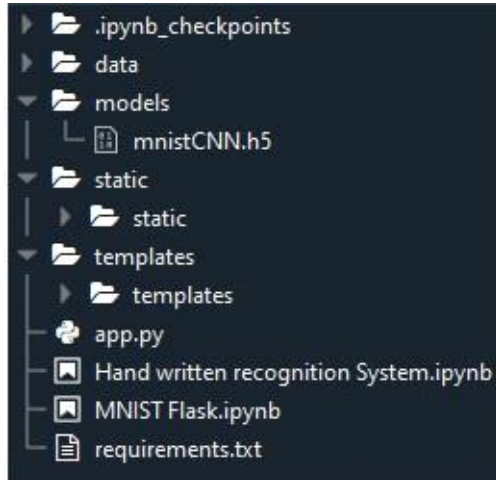 .ipynb_checkpoints
data
models
mnistCNN.h5
static
static
templates
templates
app.py
Hand written recognition System.ipynb
MNIST Flask.ipynb
requirements.txt